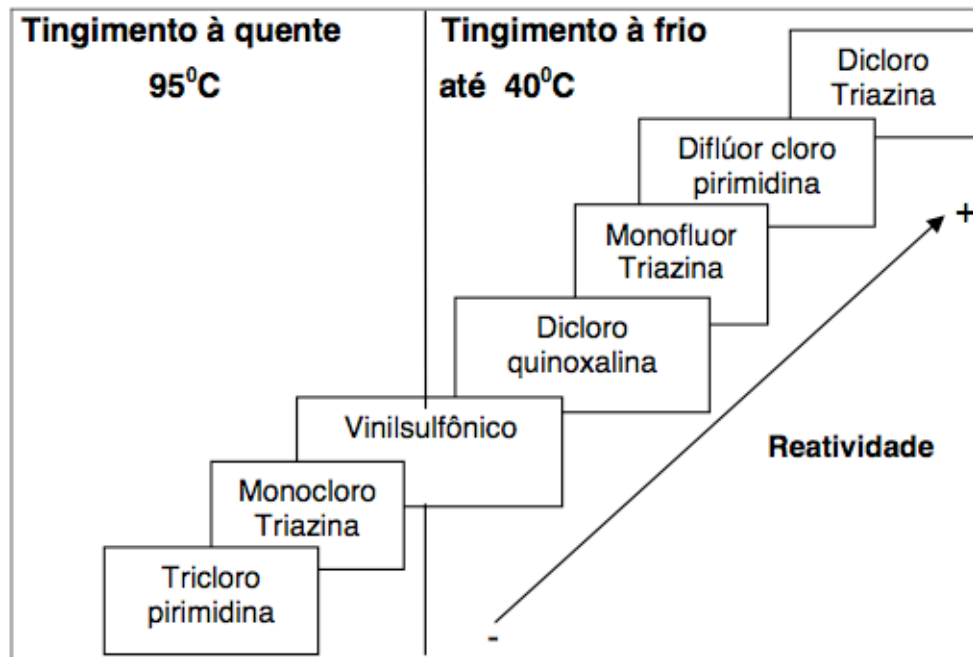 Tingimento à quente
95⁰C
Tingimento à frio
até 40⁰C
Dicloro
Triazina
Diflúor cloro
pirimidina
+
Monofluor
Triazina
Dicloro
quinoxalina
Vinilsulfônico
Reatividade
Monocloro
Triazina
Tricloro
pirimidina
-